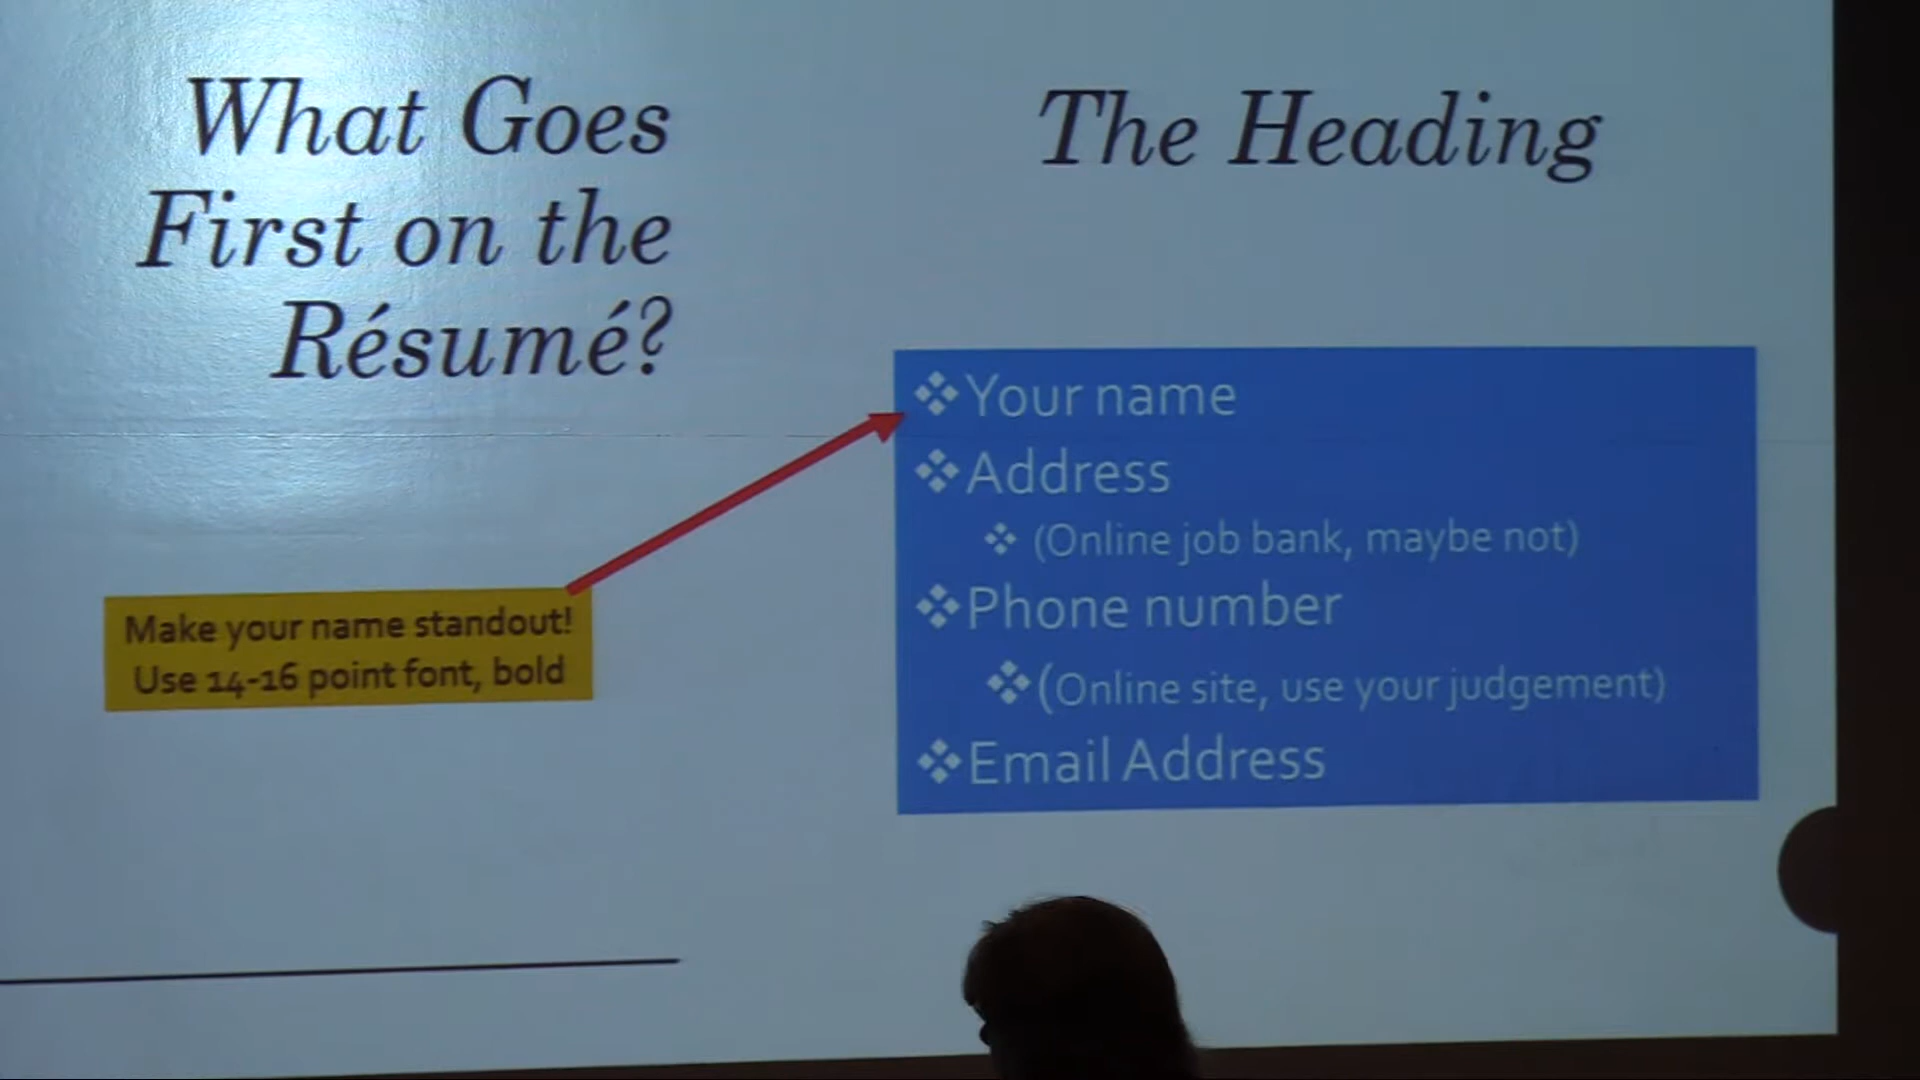 What Goes
First on the
Résumé?
Make your name standout!
Use 14-16 point font, bold
The Heading
Your name
Address
(Online job bank, maybe not)
Phone number
(Online site, use your judgement)
Email Address